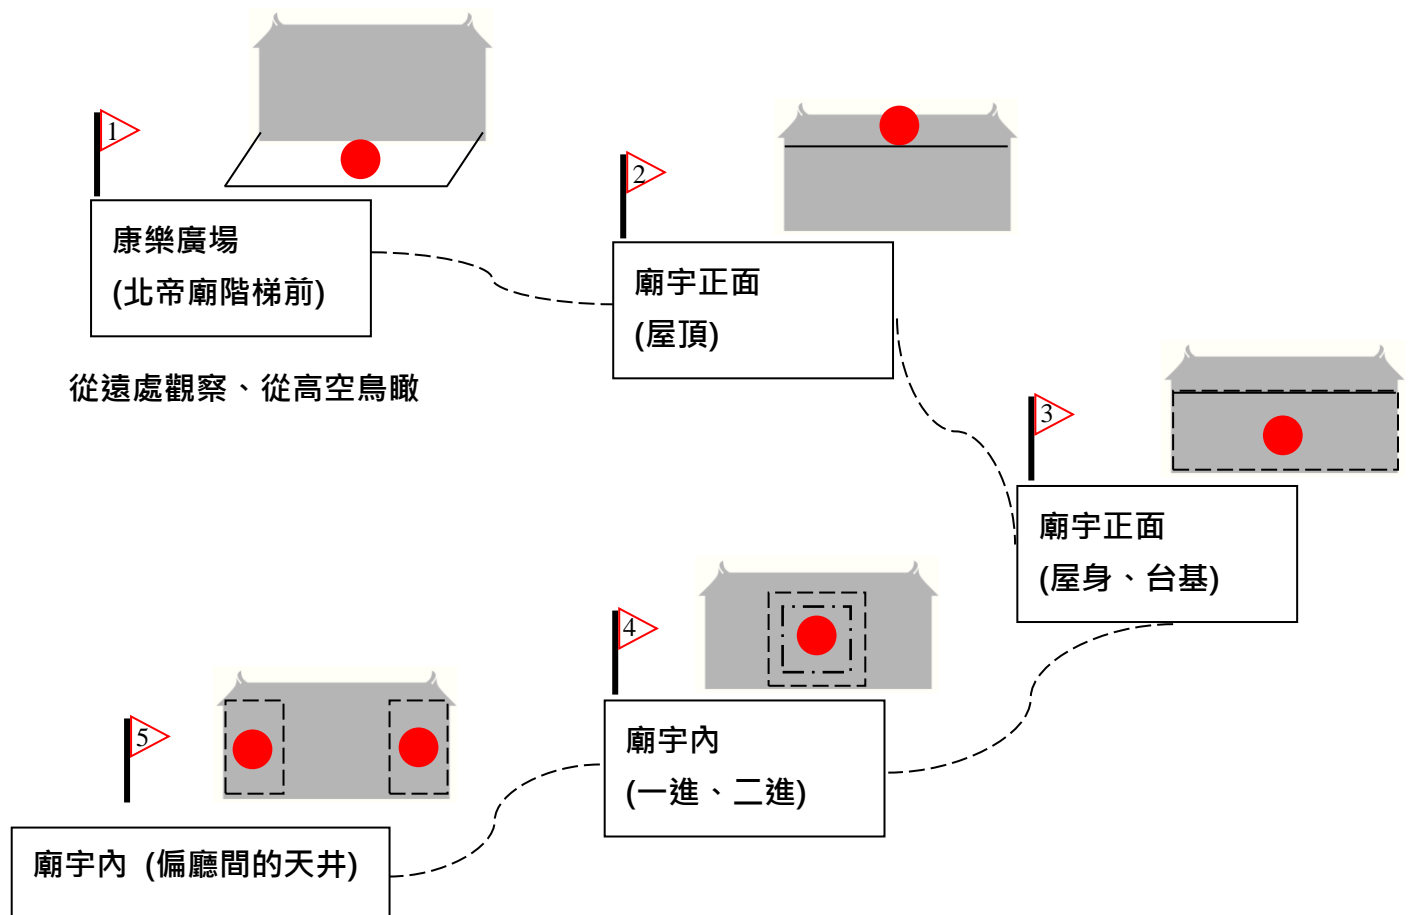 1
康樂廣場
(北帝廟階梯前)
從遠處觀察、從高空鳥瞰
2
廟宇正面
(屋頂)
3
廟宇正面
(屋身、台基)
4
廟宇內
(一進、二進)
5
廟宇內 (偏廳間的天井)